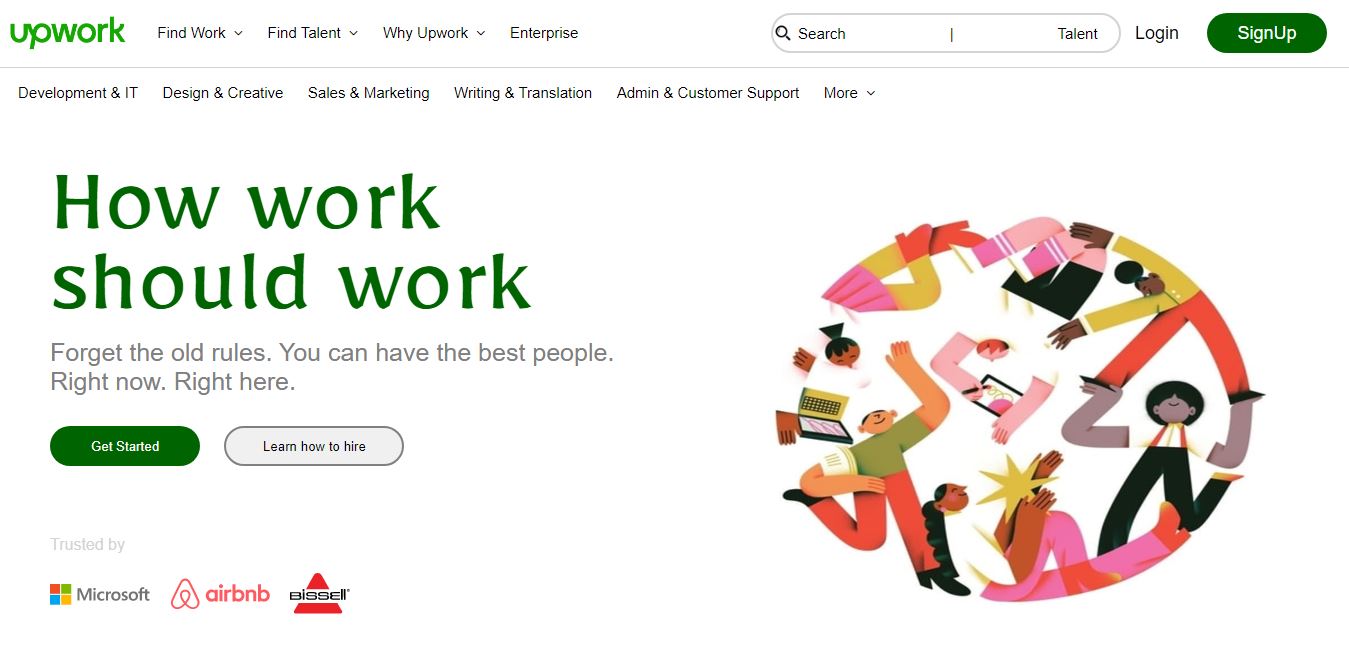 upwork Find Work Find Talent Why Upwork Enterprise Search | Talent Login SignUp
Development & IT Design & Creative Sales & Marketing Writing & Translation Admin & Customer Support More
How work
should work
Forget the old rules. You can have the best people.
Right now. Right here.
Get Started Learn how to hire
Trusted by
Microsoft airbnb BISSELL®